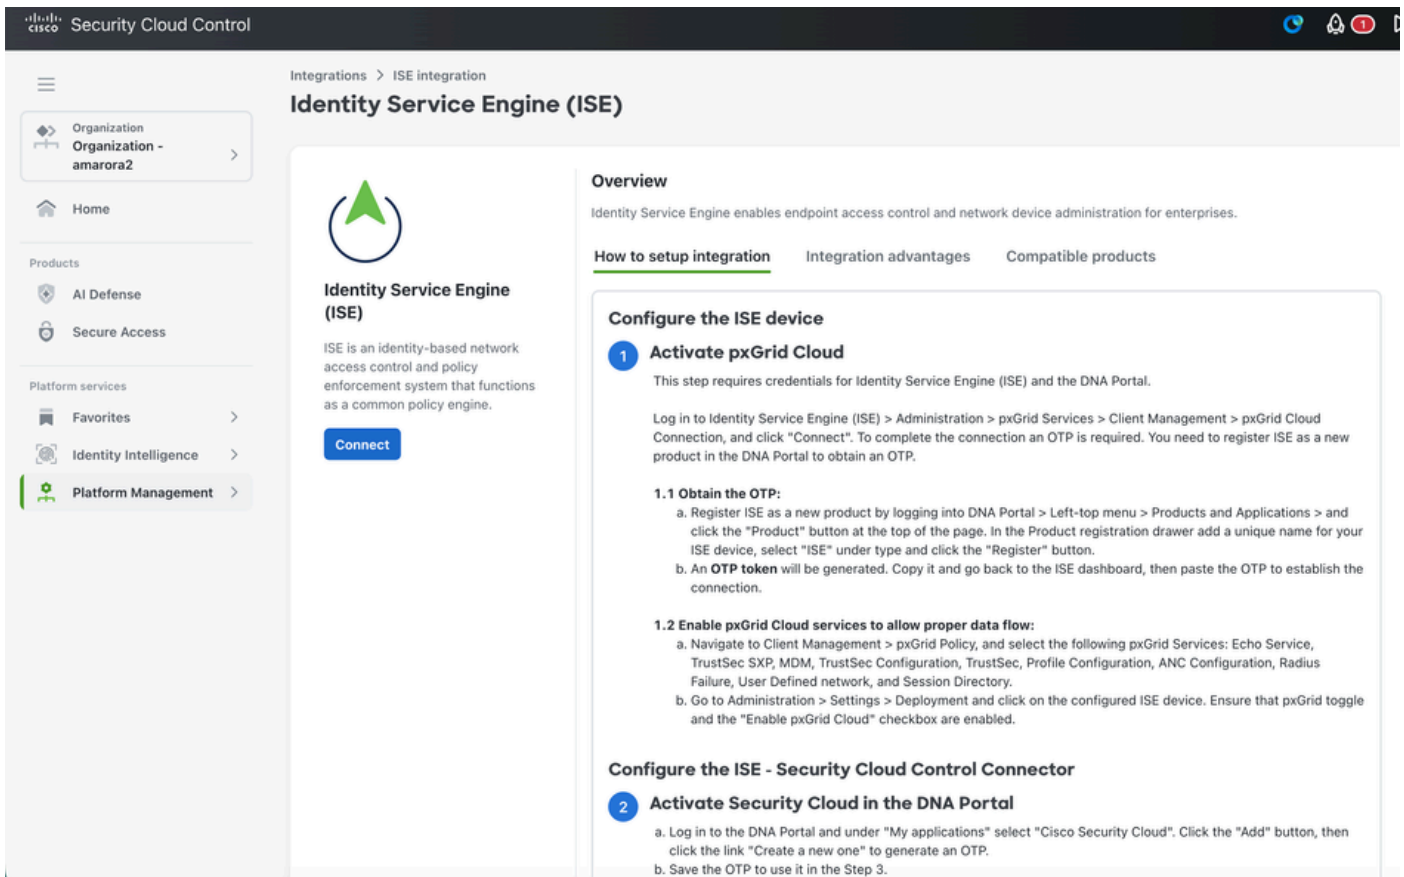 cisco Security Cloud Control
1
Integrations > ISE integration
Identity Service Engine (ISE)
Organization
Organization -
amarora2
Home
Products
AI Defense
Secure Access
Platform services
Favorites
Identity Intelligence
Platform Management
Identity Service Engine
(ISE)
ISE is an identity-based network
access control and policy
enforcement system that functions
as a common policy engine.
Connect
Overview
Identity Service Engine enables endpoint access control and network device administration for enterprises.
How to setup integration Integration advantages Compatible products
Configure the ISE device
1 Activate pxGrid Cloud
This step requires credentials for Identity Service Engine (ISE) and the DNA Portal.
Log in to Identity Service Engine (ISE) > Administration > pxGrid Services > Client Management > pxGrid Cloud
Connection, and click "Connect". To complete the connection an OTP is required. You need to register ISE as a new
product in the DNA Portal to obtain an OTP.
1.1 Obtain the OTP:
a. Register ISE as a new product by logging into DNA Portal > Left-top menu > Products and Applications > and
click the "Product" button at the top of the page. In the Product registration drawer add a unique name for your
ISE device, select "ISE" under type and click the "Register" button.
b. An OTP token will be generated. Copy it and go back to the ISE dashboard, then paste the OTP to establish the
connection.
1.2 Enable pxGrid Cloud services to allow proper data flow:
a. Navigate to Client Management > pxGrid Policy, and select the following pxGrid Services: Echo Service,
TrustSec SXP, MDM, TrustSec Configuration, TrustSec, Profile Configuration, ANC Configuration, Radius
Failure, User Defined network, and Session Directory.
b. Go to Administration > Settings > Deployment and click on the configured ISE device. Ensure that pxGrid toggle
and the "Enable pxGrid Cloud" checkbox are enabled.
Configure the ISE - Security Cloud Control Connector
2 Activate Security Cloud in the DNA Portal
a. Log in to the DNA Portal and under "My applications" select "Cisco Security Cloud". Click the "Add" button, then
click the link "Create a new one" to generate an OTP.
b. Save the OTP to use it in the Step 3.